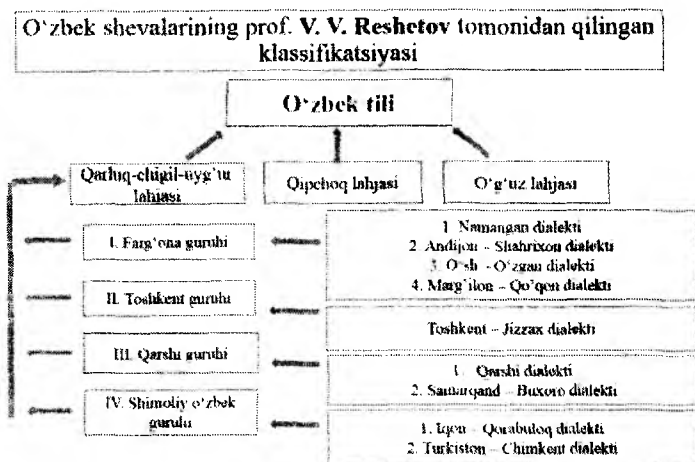 O‘zbek shevalarining prof. V. V. Reshetov tomonidan qilingan
klassifikatsiyasi
O‘zbek tili
Qarluq-chigil-uyg‘ur
lahjasi
Qipchoq lahjasi
O‘g‘uz lahjasi
I. Farg‘ona guruhi
1. Namangan dialekti
2. Andijon – Shahrixon dialekti
3. O‘sh - O‘zgan dialekti
4. Marg‘ilon – Qo‘qon dialekti
II. Toshkent guruhi
Toshkent – Jizzax dialekti
III. Qarshi guruhi
1. Qarshi dialekti
2. Samarqand – Buxoro dialekti
IV. Shimoliy o‘zbek
guruhi
1. Iqon – Qorabuloq dialekti
2. Turkiston – Chimkent dialekti